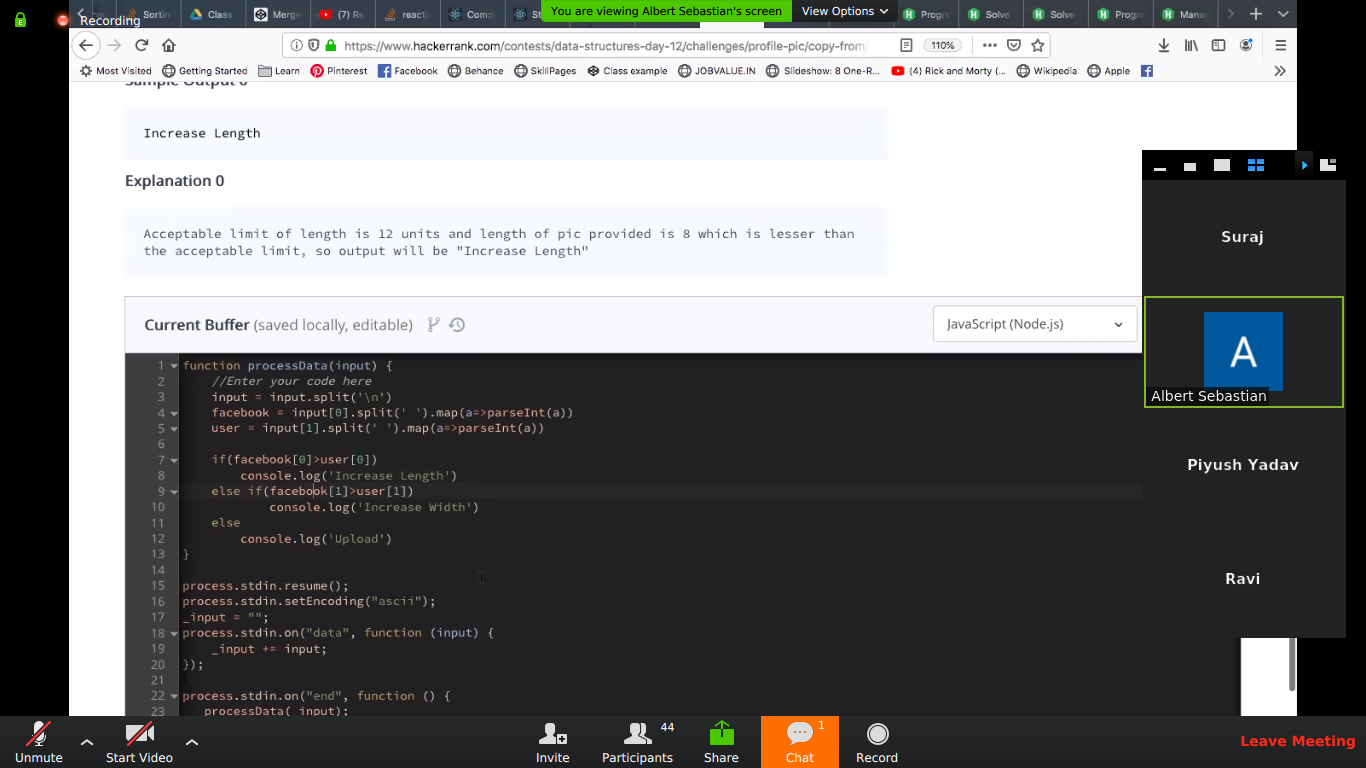 Recording
Sortin
Class
Merge
(7) Re
react
Comp
St
You are viewing Albert Sebastian's screen
View Options
Progr
Solve
Solve
Progr
Mana
https://www.hackerrank.com/contests/data-structures-day-12/challenges/profile-pic/copy-from/
110%
Most Visited
Getting Started
Learn
Pinterest
Facebook
Behance
SkillPages
Class example
JOBVALUE.IN
Slideshow: 8 One-R...
(4) Rick and Morty (...
Wikipedia
Apple
Sample Output 0
Increase Length
Explanation 0
Acceptable limit of length is 12 units and length of pic provided is 8 which is lesser than
the acceptable limit, so output will be "Increase Length"
Current Buffer (saved locally, editable)
JavaScript (Node.js)
1 function processData(input) {
2 //Enter your code here
3 input = input.split('\n')
4 facebook = input[0].split(' ').map(a=>parseInt(a))
5 user = input[1].split(' ').map(a=>parseInt(a))
6
7 if(facebook[0]>user[0])
8 console.log('Increase Length')
9 else if(facebook[1]>user[1])
10 console.log('Increase Width')
11 else
12 console.log('Upload')
13 }
14
15 process.stdin.resume();
16 process.stdin.setEncoding("ascii");
17 _input = "";
18 process.stdin.on("data", function (input) {
19 _input += input;
20 });
21
22 process.stdin.on("end", function () {
23 processData(_input);
Suraj
A
Albert Sebastian
Piyush Yadav
Ravi
Unmute
Start Video
Invite
44
Participants
Share
1
Chat
Record
Leave Meeting